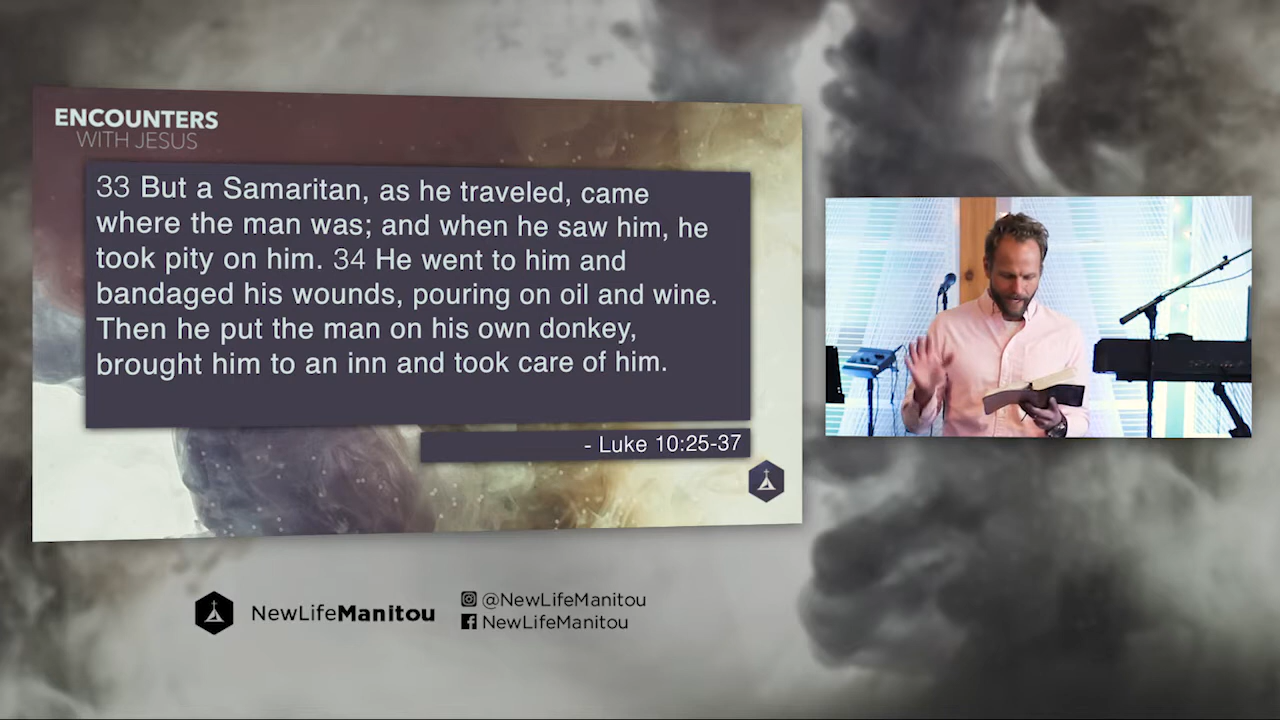 ENCOUNTERS
WITH JESUS
33 But a Samaritan, as he traveled, came
where the man was; and when he saw him, he
took pity on him. 34 He went to him and
bandaged his wounds, pouring on oil and wine.
Then he put the man on his own donkey,
brought him to an inn and took care of him.
- Luke 10:25-37
NewLifeManitou
@NewLifeManitou
NewLifeManitou